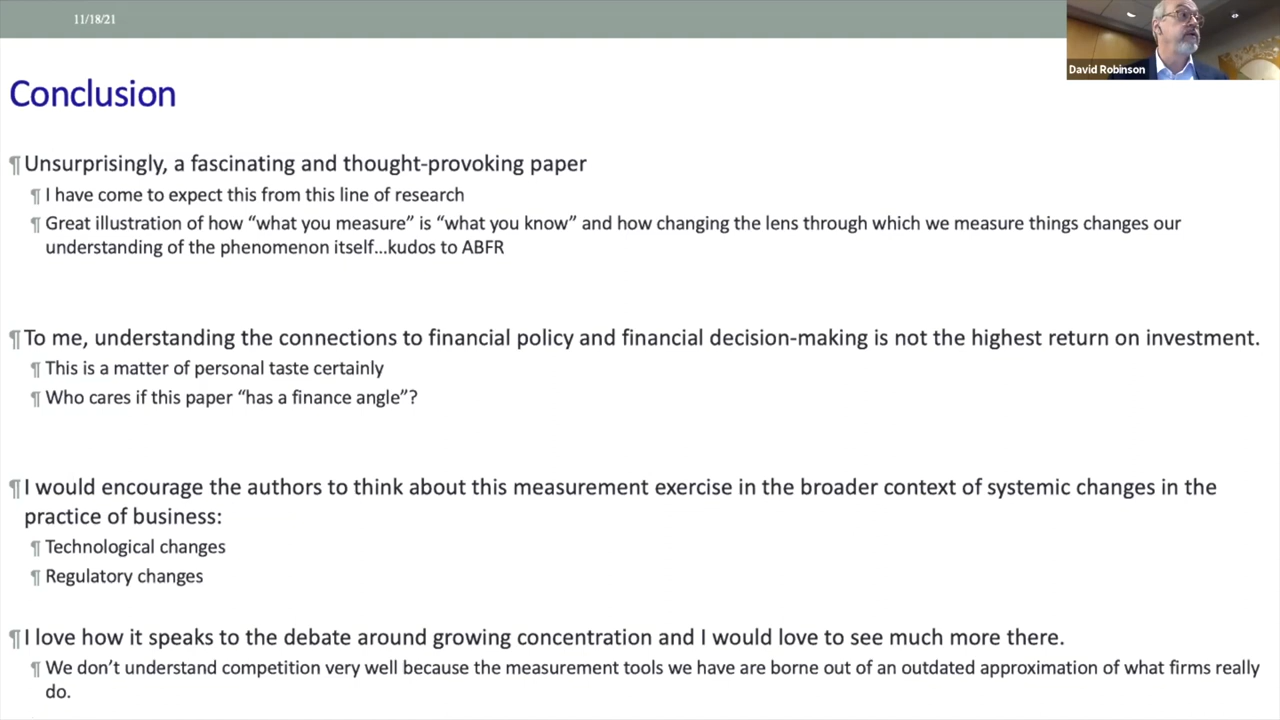 11/18/21
David Robinson
Conclusion
¶ Unsurprisingly, a fascinating and thought-provoking paper
¶ I have come to expect this from this line of research
¶ Great illustration of how “what you measure” is “what you know” and how changing the lens through which we measure things changes our
understanding of the phenomenon itself...kudos to ABFR
¶ To me, understanding the connections to financial policy and financial decision-making is not the highest return on investment.
¶ This is a matter of personal taste certainly
¶ Who cares if this paper “has a finance angle”?
¶ I would encourage the authors to think about this measurement exercise in the broader context of systemic changes in the
practice of business:
¶ Technological changes
¶ Regulatory changes
¶ I love how it speaks to the debate around growing concentration and I would love to see much more there.
¶ We don’t understand competition very well because the measurement tools we have are borne out of an outdated approximation of what firms really
do.